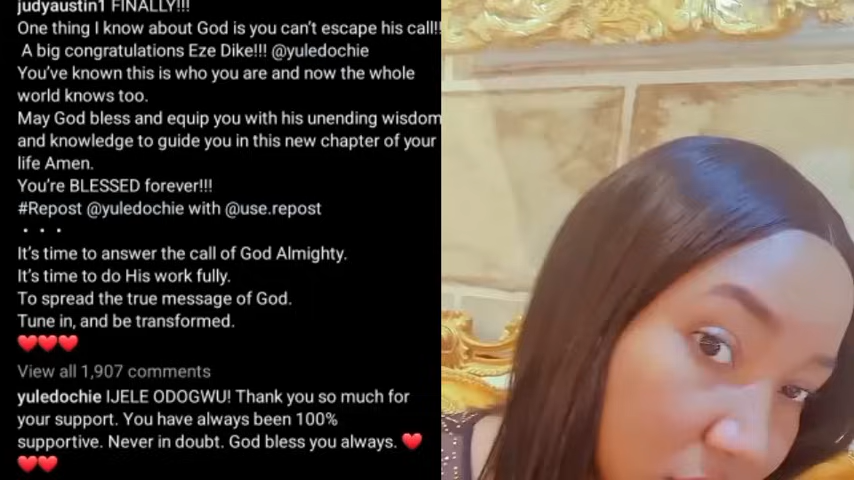 judyaustin1 FINALLY!!!
One thing I know about God is you can't escape his call!!
A big congratulations Eze Dike!!! @yuledochie
You've known this is who you are and now the whole
world knows too.
May God bless and equip you with his unending wisdom
and knowledge to guide you in this new chapter of your
life Amen.
You're BLESSED forever!!!
#Repost @yuledochie with @use.repost
• • •
It's time to answer the call of God Almighty.
It's time to do His work fully.
To spread the true message of God.
Tune in, and be transformed.
❤️❤️❤️
View all 1,907 comments
yuledochie IJELE ODOGWU! Thank you so much for
your support. You have always been 100%
supportive. Never in doubt. God bless you always. ❤️
❤️❤️